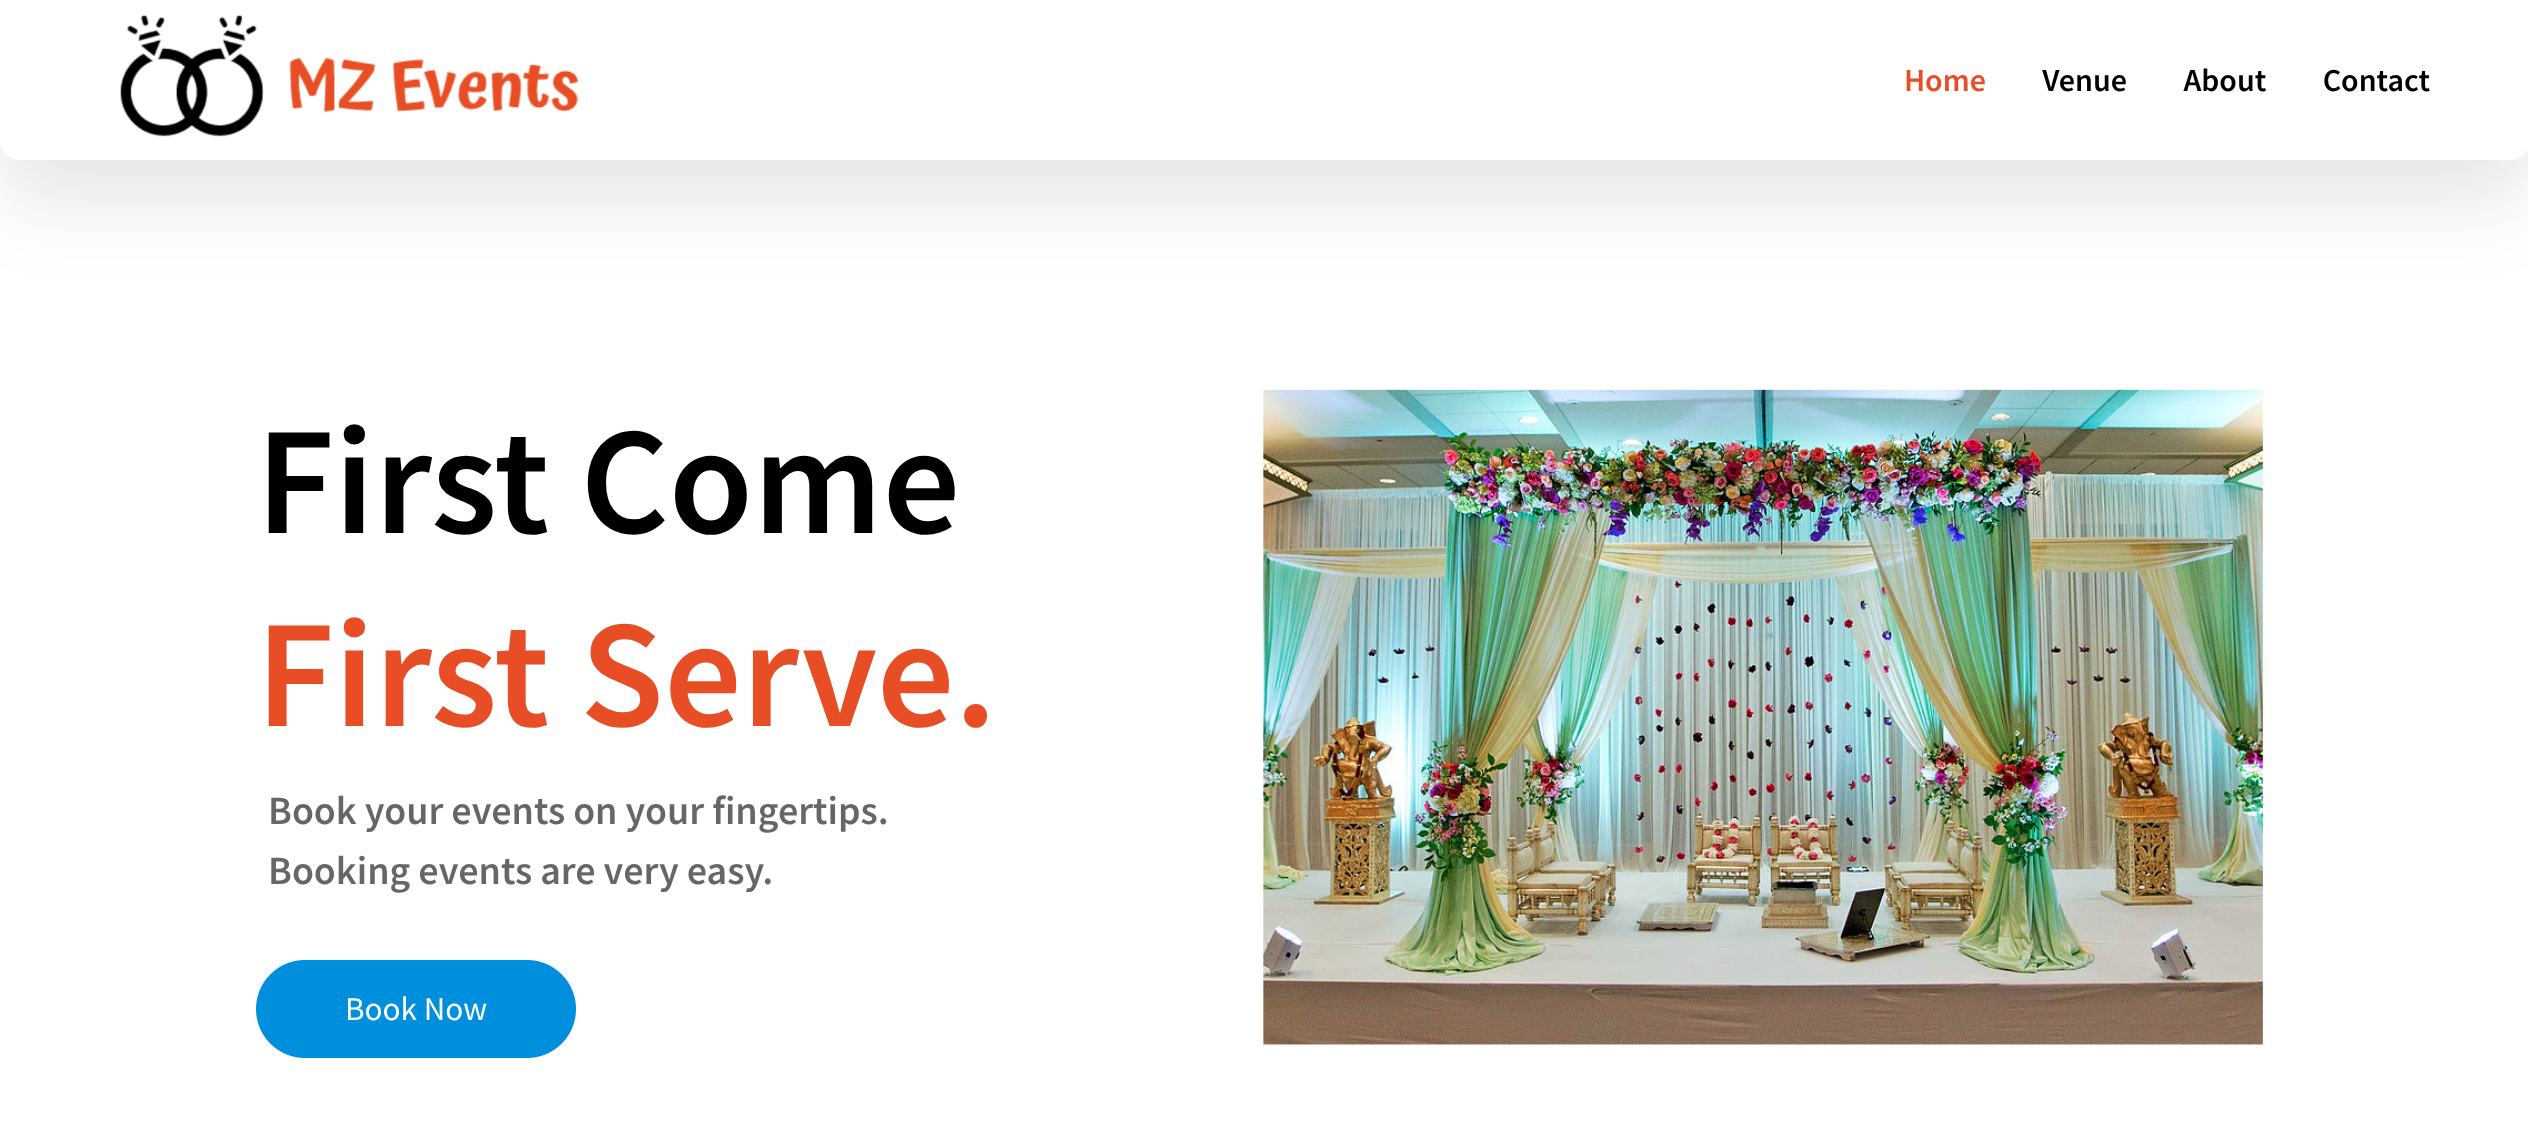 MZ Events
Home Venue About Contact
First Come
First Serve.
Book your events on your fingertips.
Booking events are very easy.
Book Now